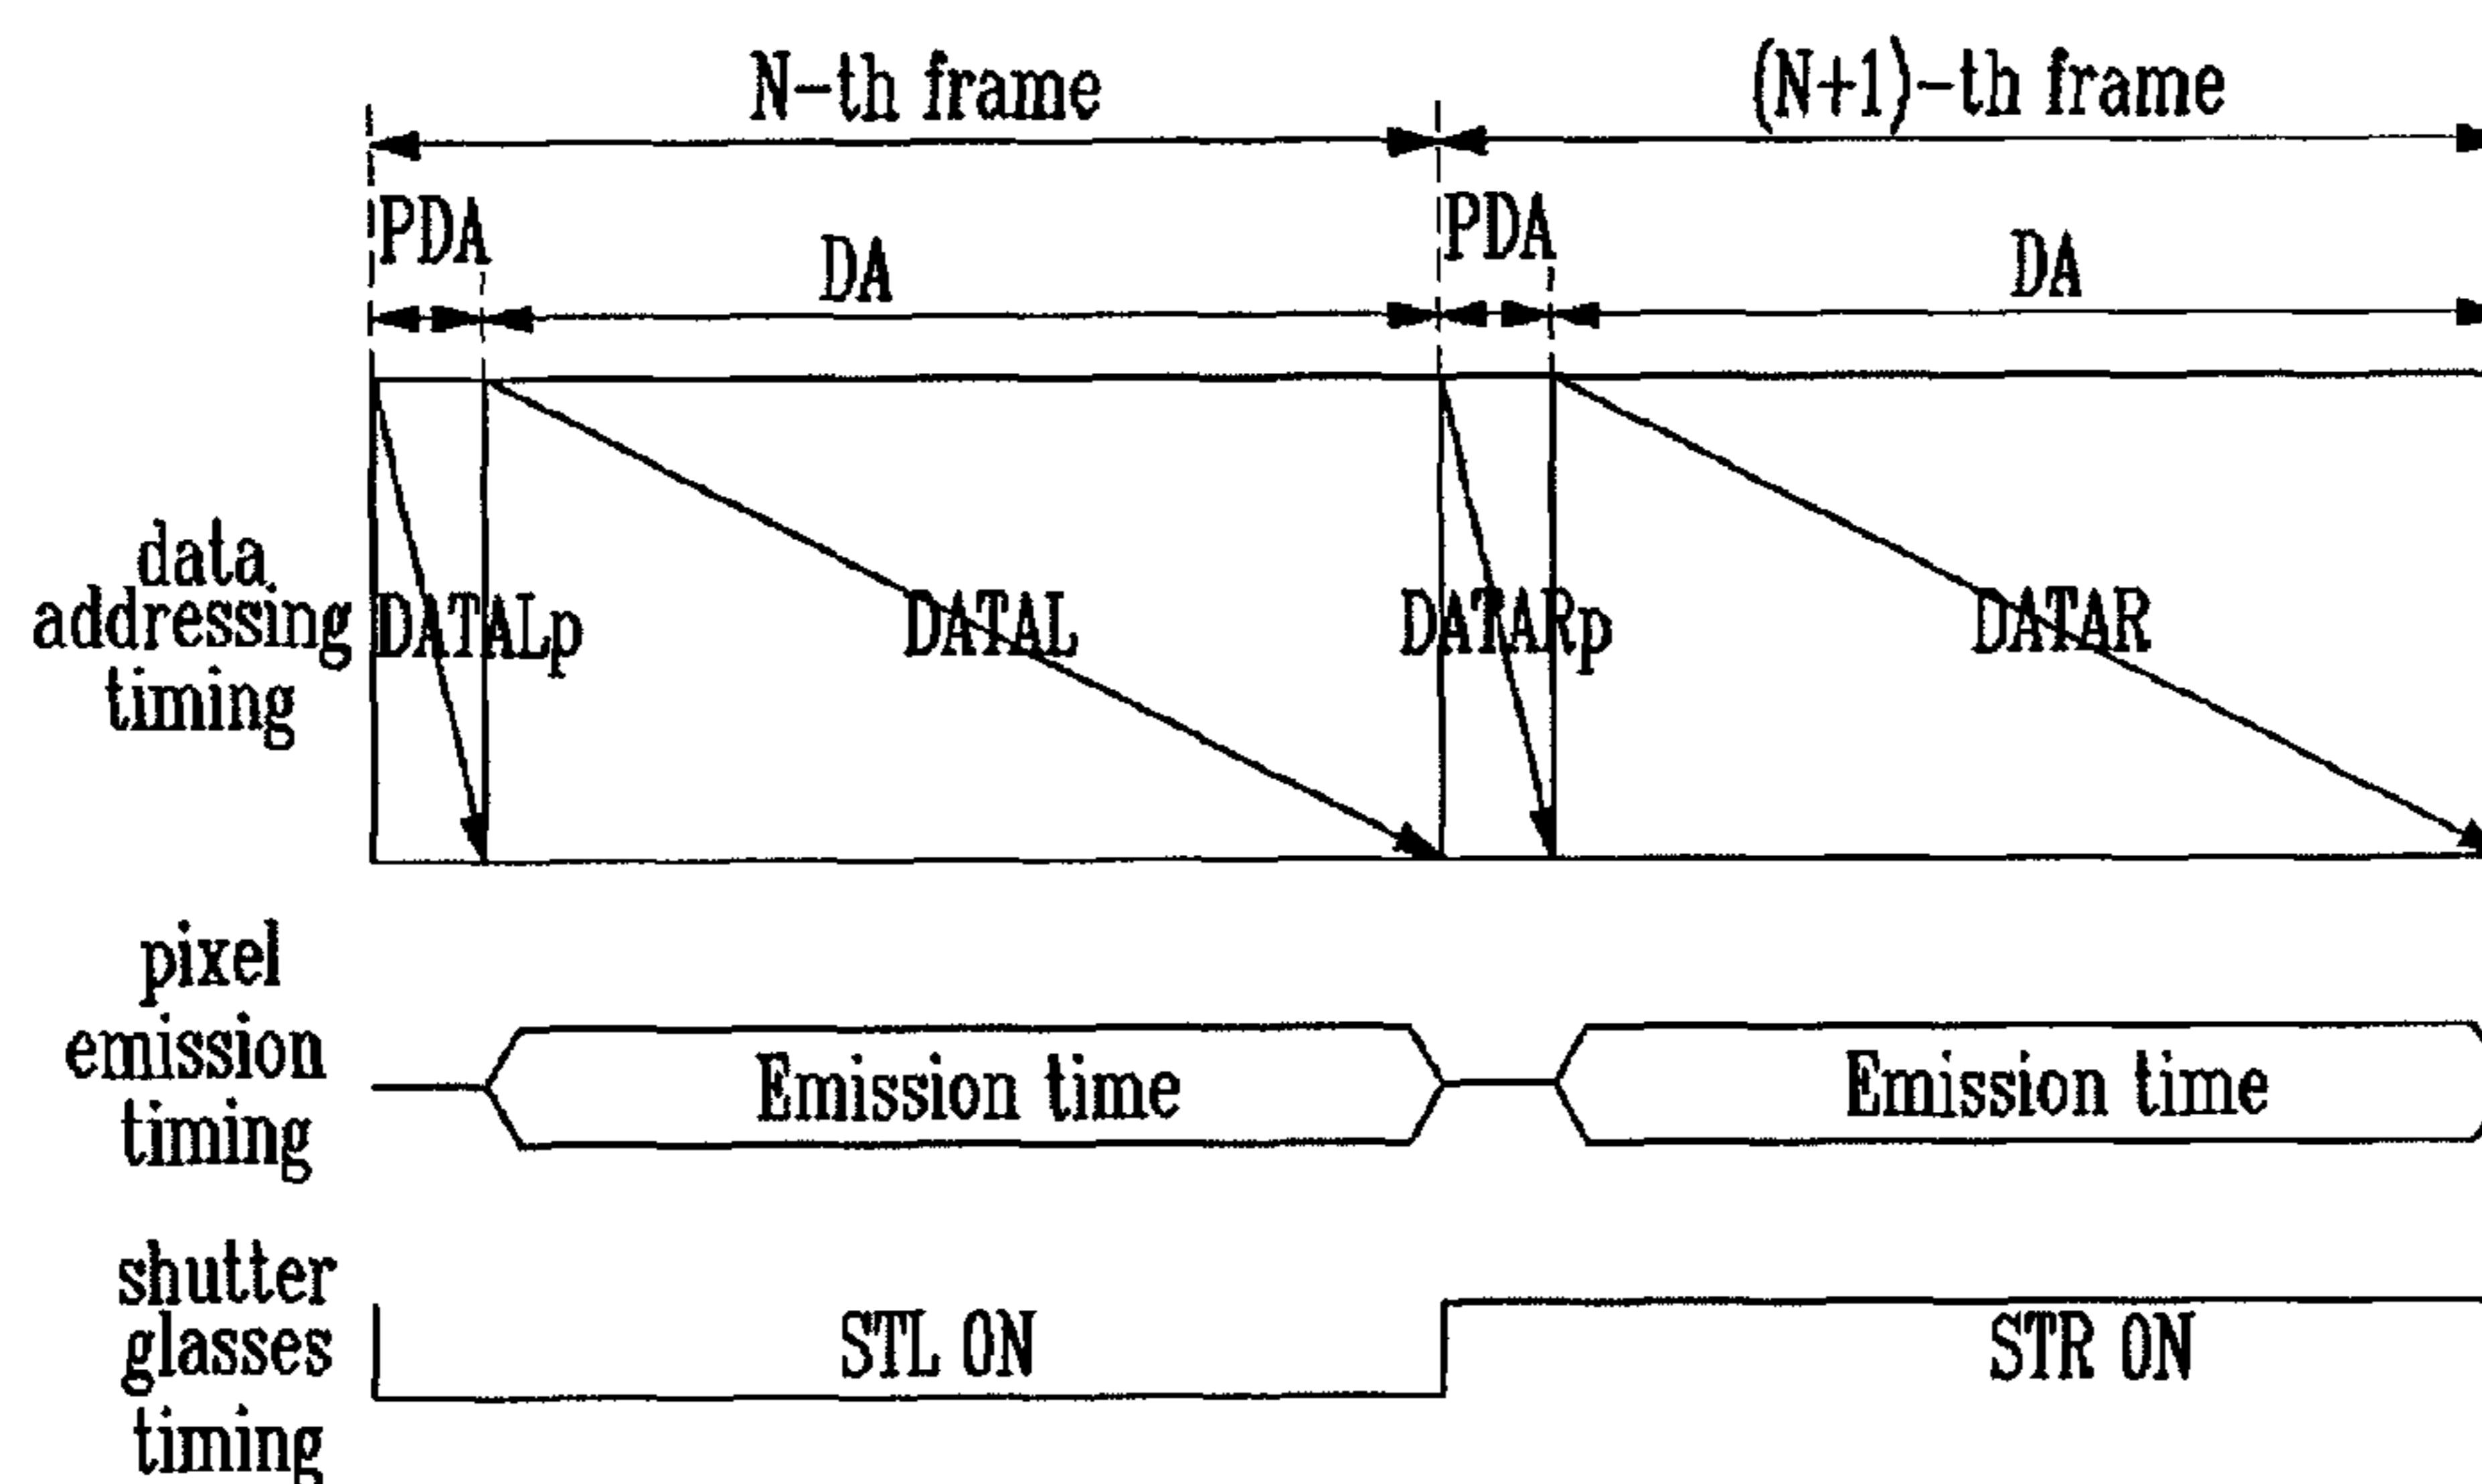 N-th frame
(N+1)-th frame
PDA
DA
PDA
DA
data
addressing
timing
DATALp
DATAL
DATARp
DATAR
pixel
emission
timing
Emission time
Emission time
shutter
glasses
timing
STL ON
STR ON